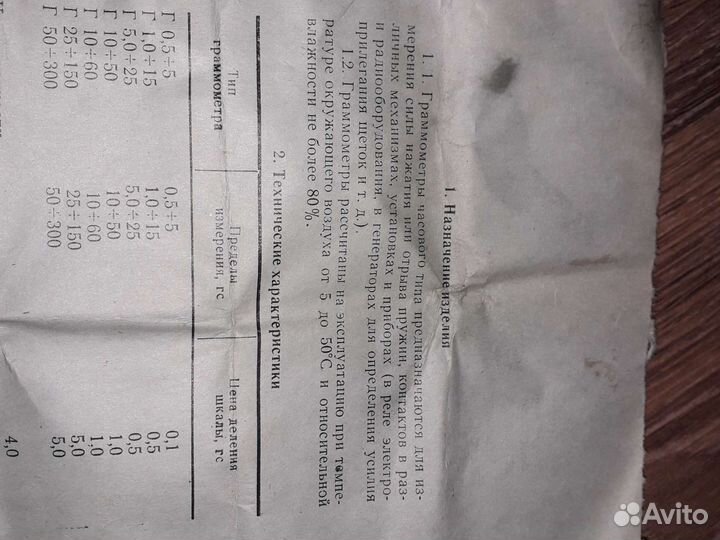 1. Назначение изделия
1. 1. Граммометры часового типа предназначаются для из-
мерения силы нажатия или отрыва пружин, контактов в раз-
личных механизмах, установках и приборах (в реле электро-
и радиооборудования, в генераторах для определения усилия
прилегания щеток и т. д.).
1.2. Граммометры рассчитаны на эксплуатацию при темпе-
ратуре окружающего воздуха от 5 до 50°С и относительной
влажности не более 80%.
2. Технические характеристики
Тип граммометра Пределы измерения, гс Цена деления шкалы, гс
Г 0,5÷5 0,5÷5 0,1
Г 1,0÷15 1,0÷15 0,5
Г 5,0÷25 5,0÷25 0,5
Г 10÷50 10÷50 1,0
Г 10÷60 10÷60 1,0
Г 25÷150 25÷150 5,0
Г 50÷300 50÷300 5,0
4,0
Avito